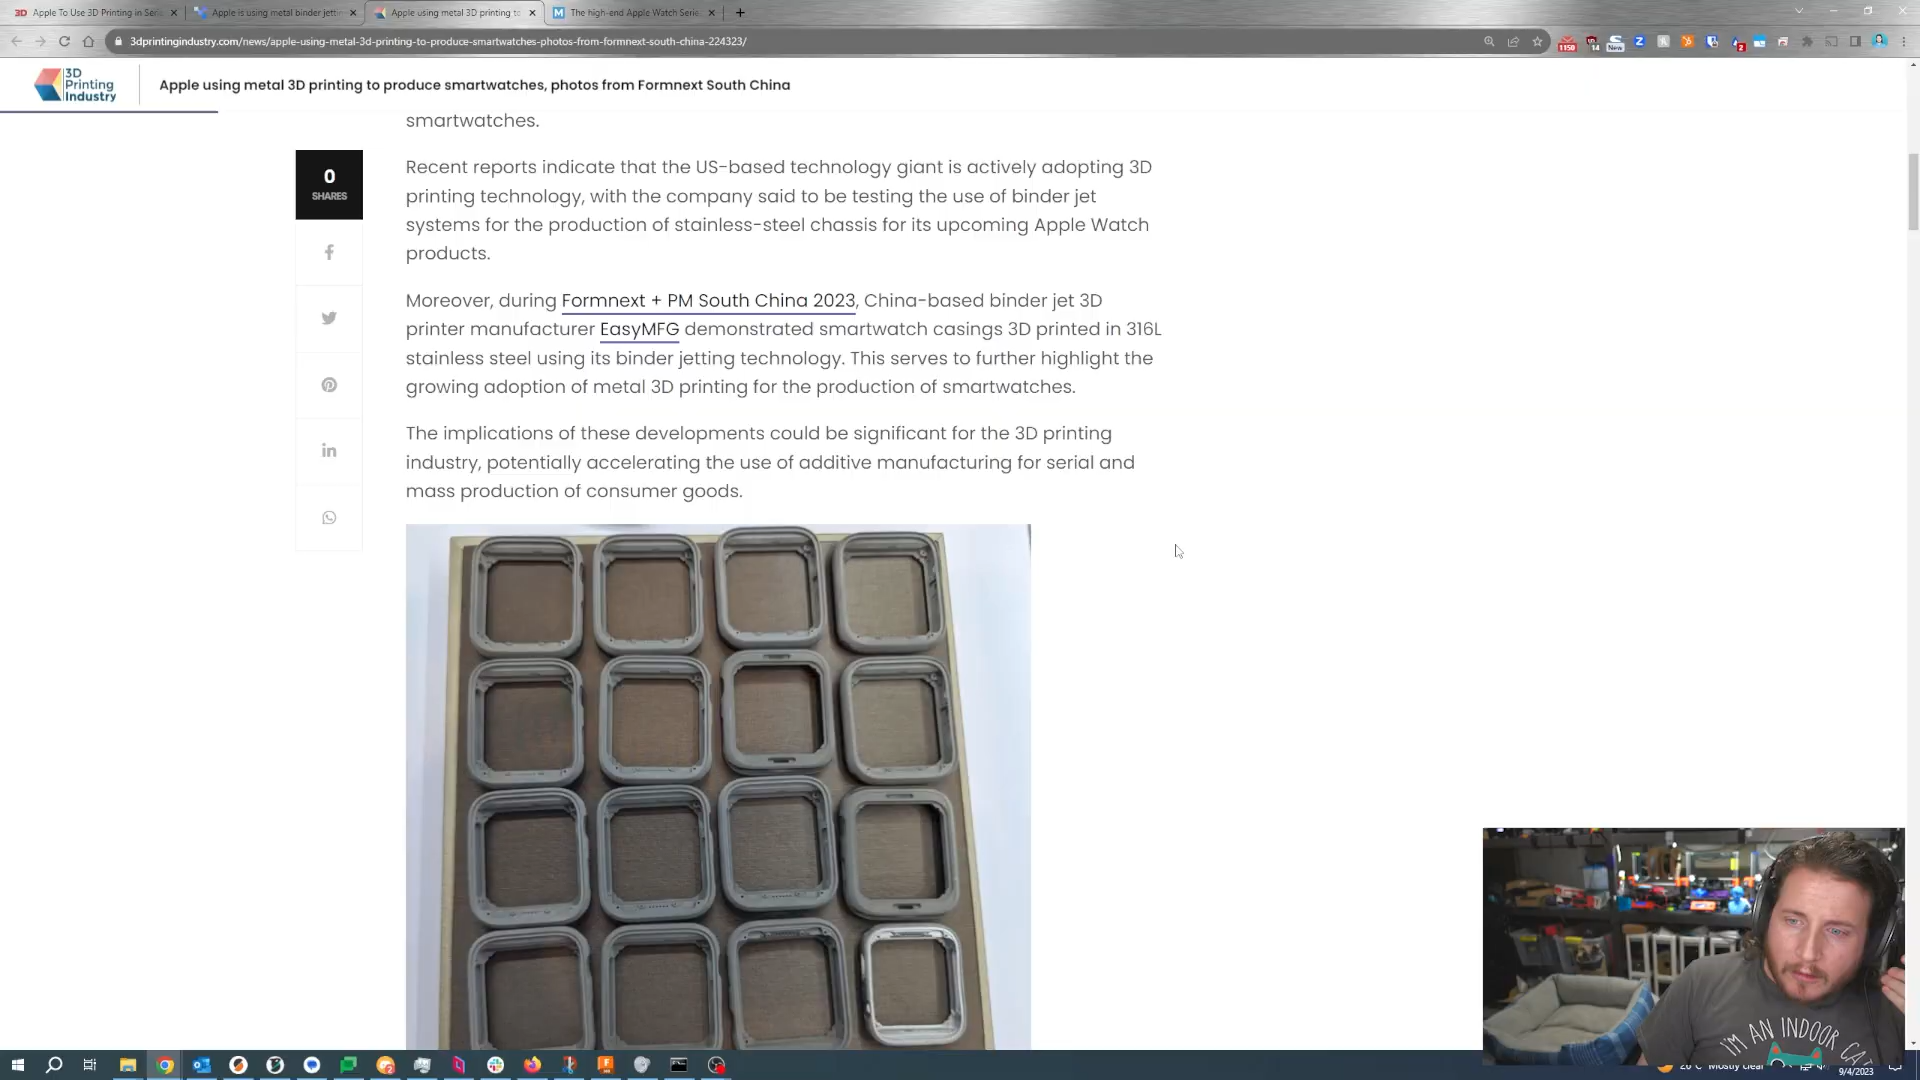 3D Apple To Use 3D Printing in Seri
Apple is using metal binder jetti
Apple using metal 3D printing to
M The high-end Apple Watch Serie
3dprintingindustry.com/news/apple-using-metal-3d-printing-to-produce-smartwatches-photos-from-formnext-south-china-224323/
1150
14
New
Z
2
3D
Printing
Industry
Apple using metal 3D printing to produce smartwatches, photos from Formnext South China
smartwatches.
0
SHARES
Recent reports indicate that the US-based technology giant is actively adopting 3D
printing technology, with the company said to be testing the use of binder jet
systems for the production of stainless-steel chassis for its upcoming Apple Watch
products.
Moreover, during Formnext + PM South China 2023, China-based binder jet 3D
printer manufacturer EasyMFG demonstrated smartwatch casings 3D printed in 316L
stainless steel using its binder jetting technology. This serves to further highlight the
growing adoption of metal 3D printing for the production of smartwatches.
The implications of these developments could be significant for the 3D printing
industry, potentially accelerating the use of additive manufacturing for serial and
mass production of consumer goods.
I'M AN INDOOR CAT
Mostly clear
9/4/2023